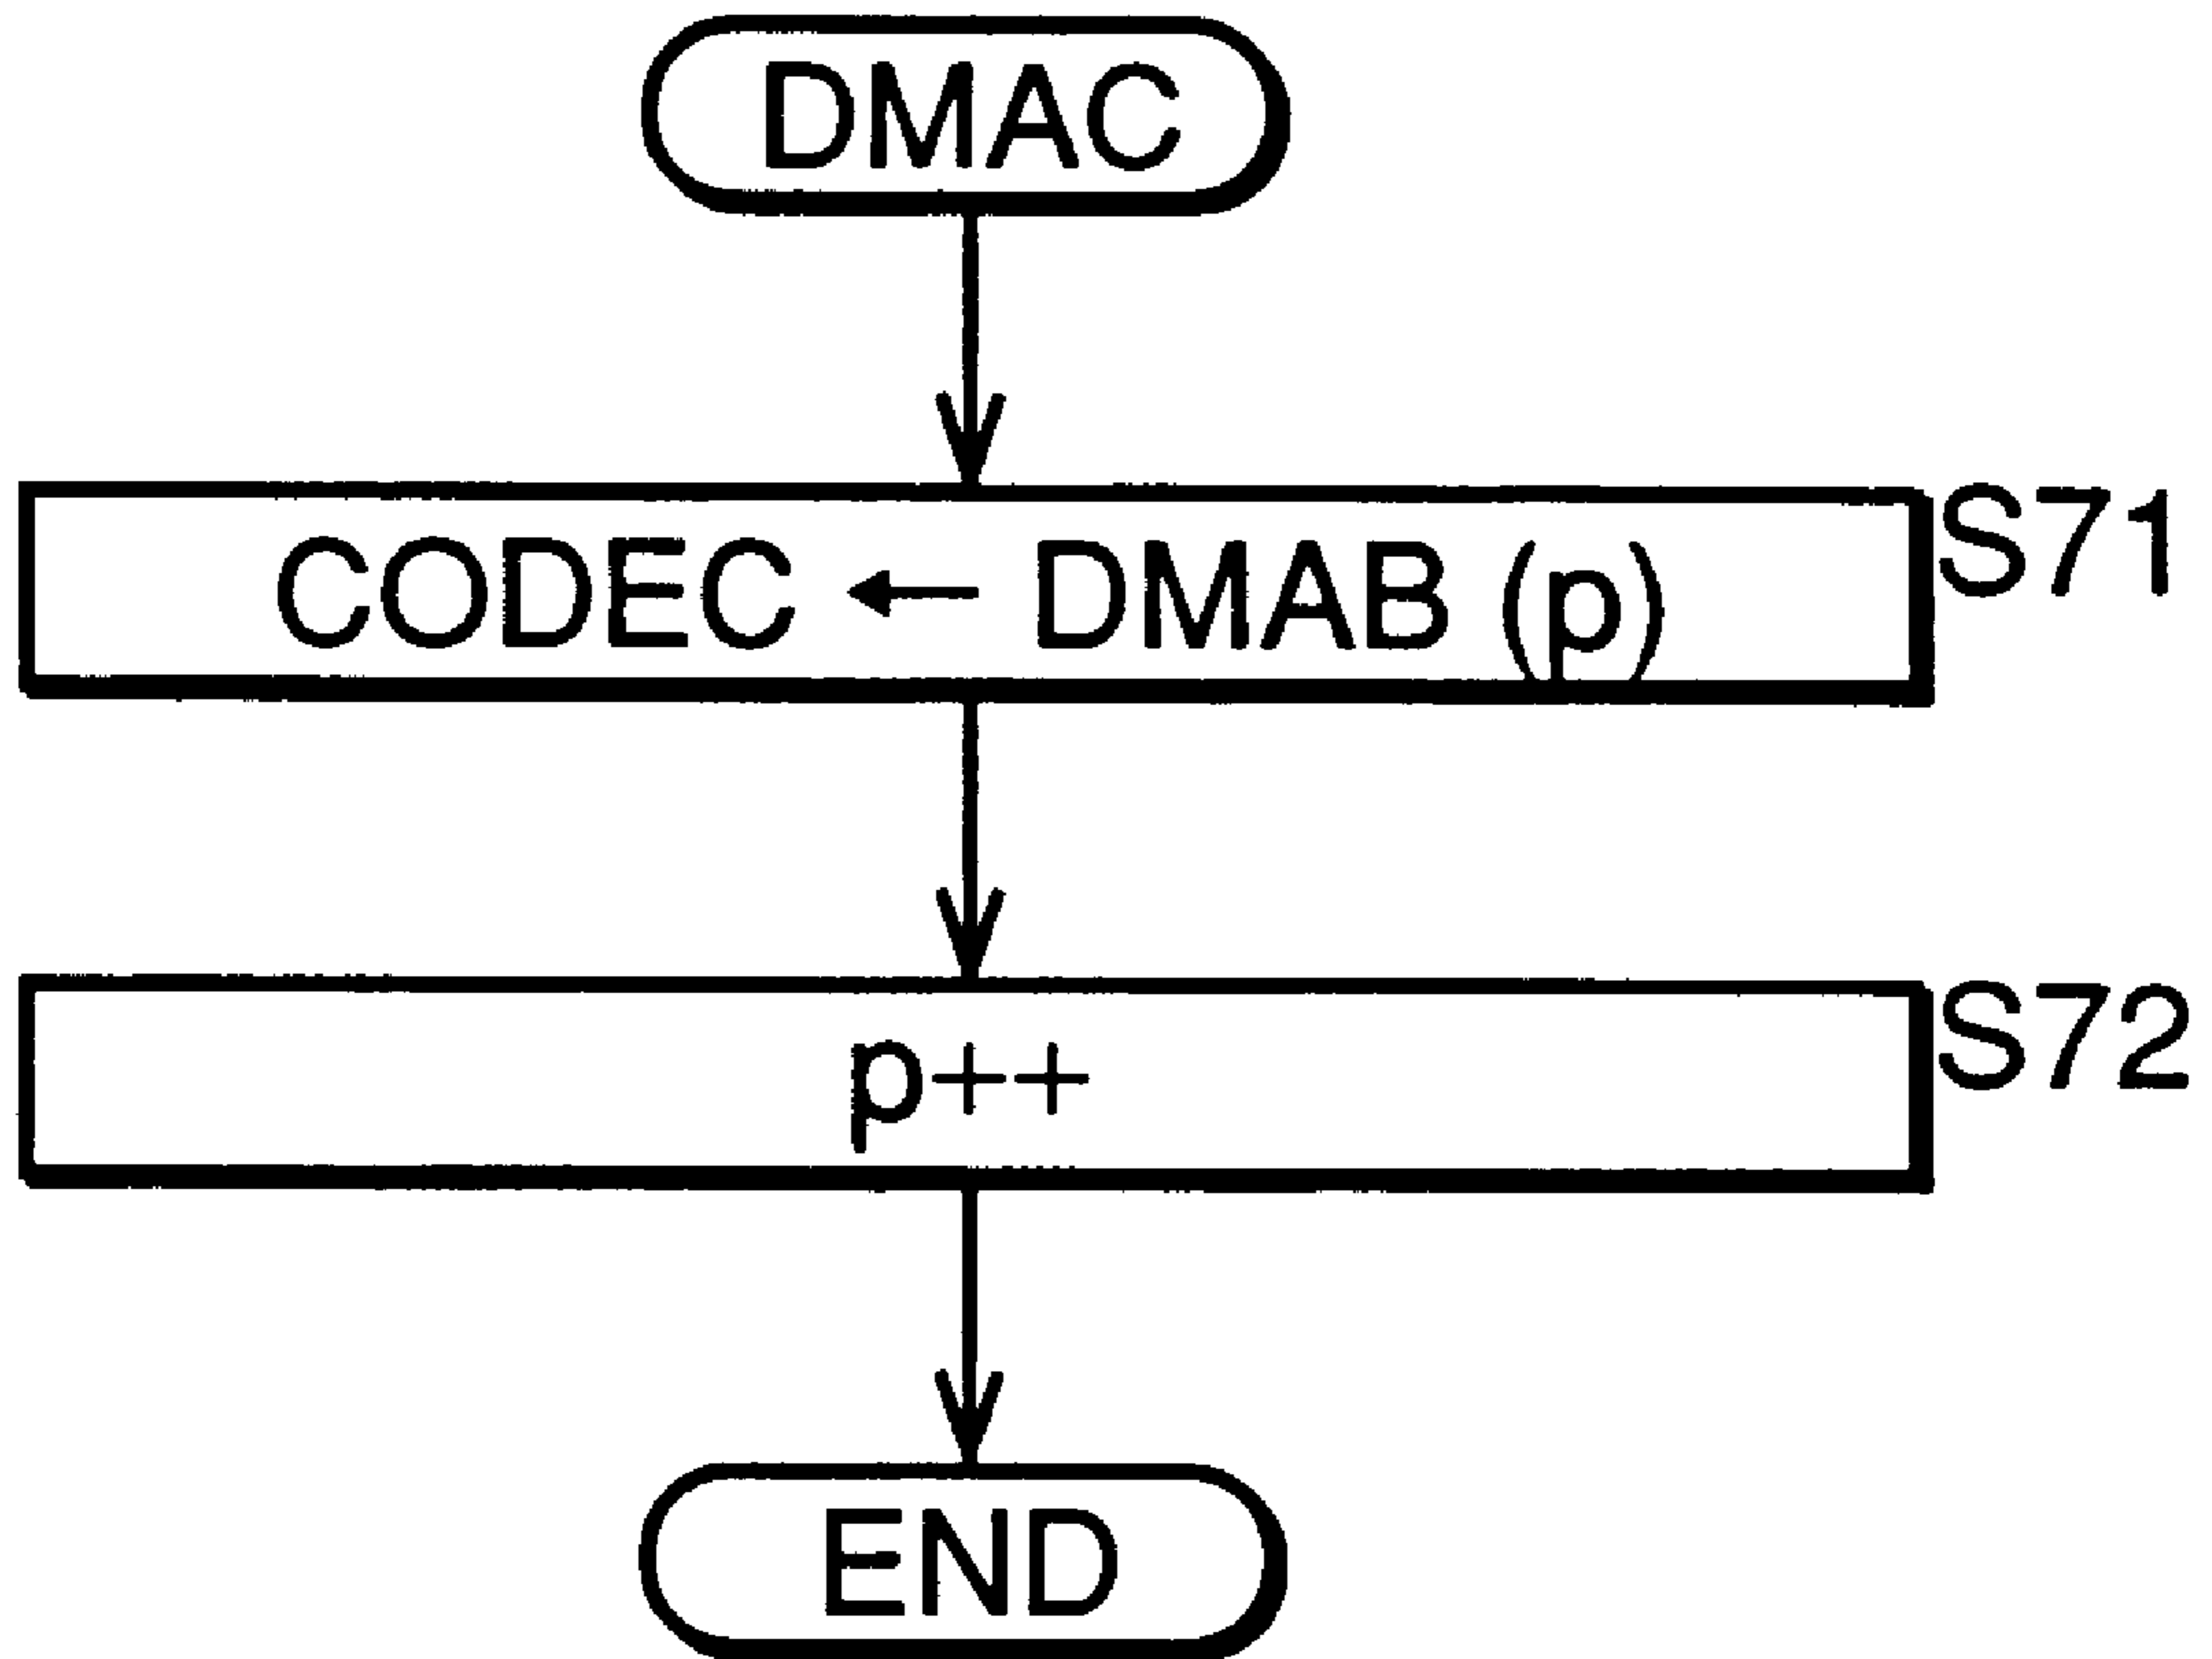 DMAC
CODEC ← DMAB (p)
S71
p++
S72
END